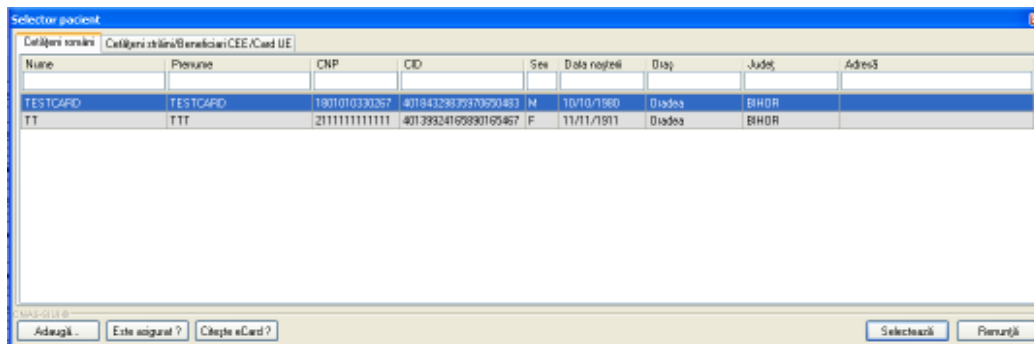 Selector pacient
Cetăţeni români Cetăţeni străini/Beneficiari CEE/Card UE
Nume Prenume CNP CID Sex Data naşterii Oraş Judeţ Adresă
TESTCARD TESTCARD 1801010330267 40184329835970650483 M 10/10/1980 Oradea BIHOR
TT TTT 2111111111111 40139924165890165467 F 11/11/1911 Oradea BIHOR
CNAS-SIUI ©
Adaugă... Este asigurat ? Citeşte eCard ? Selectează Renunţă